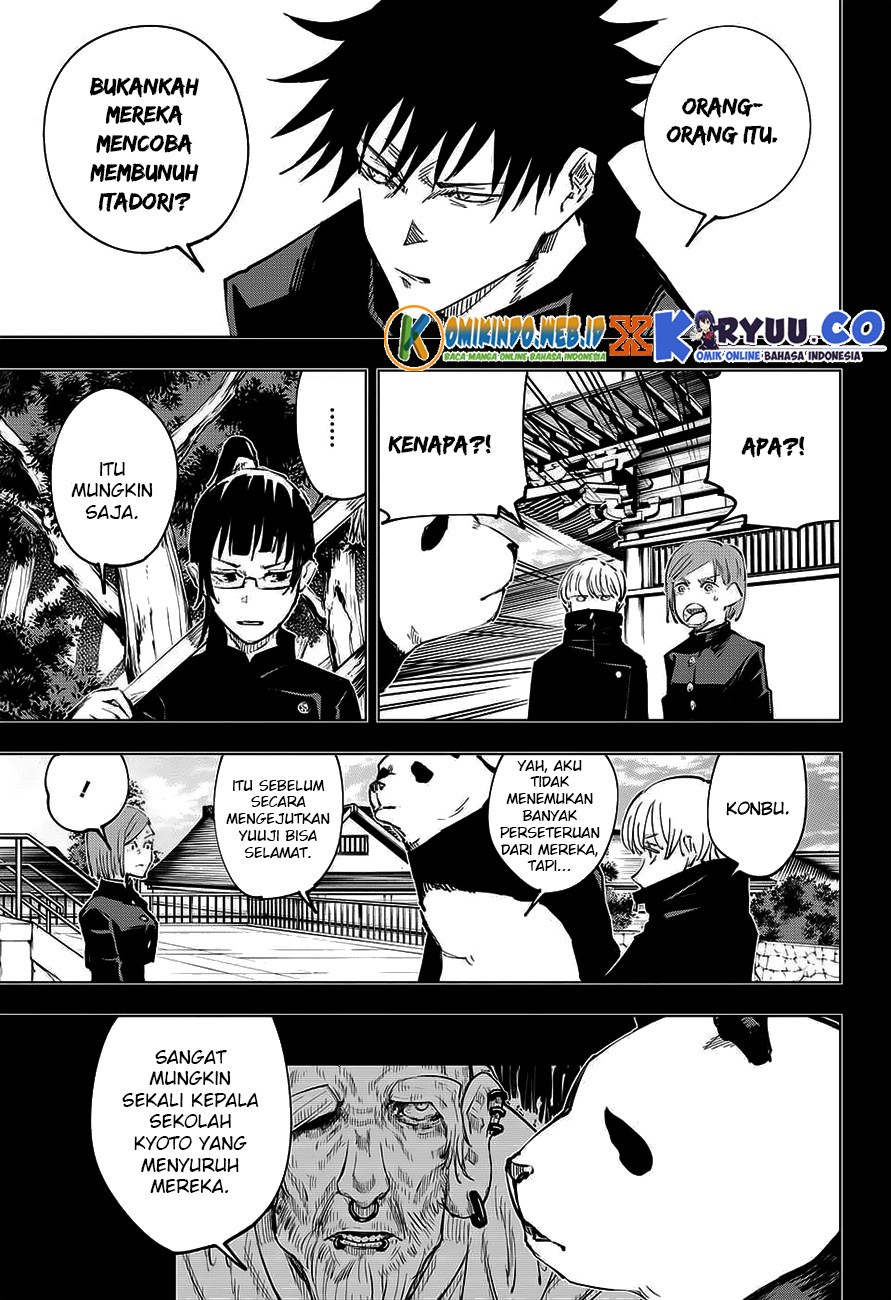 ORANG-
ORANG ITU.
BUKANKAH
MEREKA
MENCOBA
MEMBUNUH
ITADORI?
KOMIKINDO.WEB.ID
BACA MANGA ONLINE BAHASA INDONESIA
X
KORYUU.CO
OMIK ONLINE BAHASA INDONESIA
APA?!
KENAPA?!
......
ITU
MUNGKIN
SAJA.
KONBU.
YAH, AKU
TIDAK
MENEMUKAN
BANYAK
PERSETERUAN
DARI MEREKA,
TAPI...
ITU SEBELUM
SECARA
MENGEJUTKAN
YUUJI BISA
SELAMAT.
!
SANGAT
MUNGKIN
SEKALI KEPALA
SEKOLAH
KYOTO YANG
MENYURUH
MEREKA.